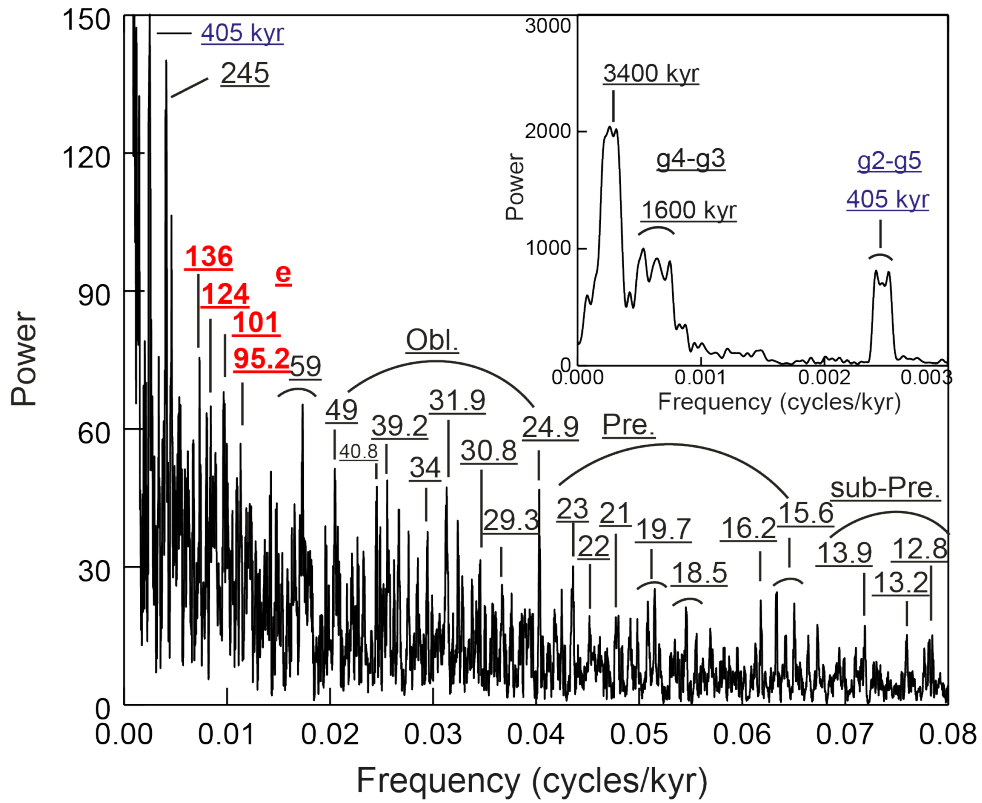 150
120
90
60
30
0
Power
405 kyr
245
136
e
124
101
95.2
59
Obl.
49
40.8
39.2
34
31.9
30.8
29.3
24.9
Pre.
23
22
21
19.7
18.5
16.2
15.6
sub-Pre.
13.9
13.2
12.8
0.00 0.01 0.02 0.03 0.04 0.05 0.06 0.07 0.08
Frequency (cycles/kyr)
3000
2000
1000
0
Power
3400 kyr
g4-g3
1600 kyr
g2-g5
405 kyr
0.000 0.001 0.002 0.003
Frequency (cycles/kyr)